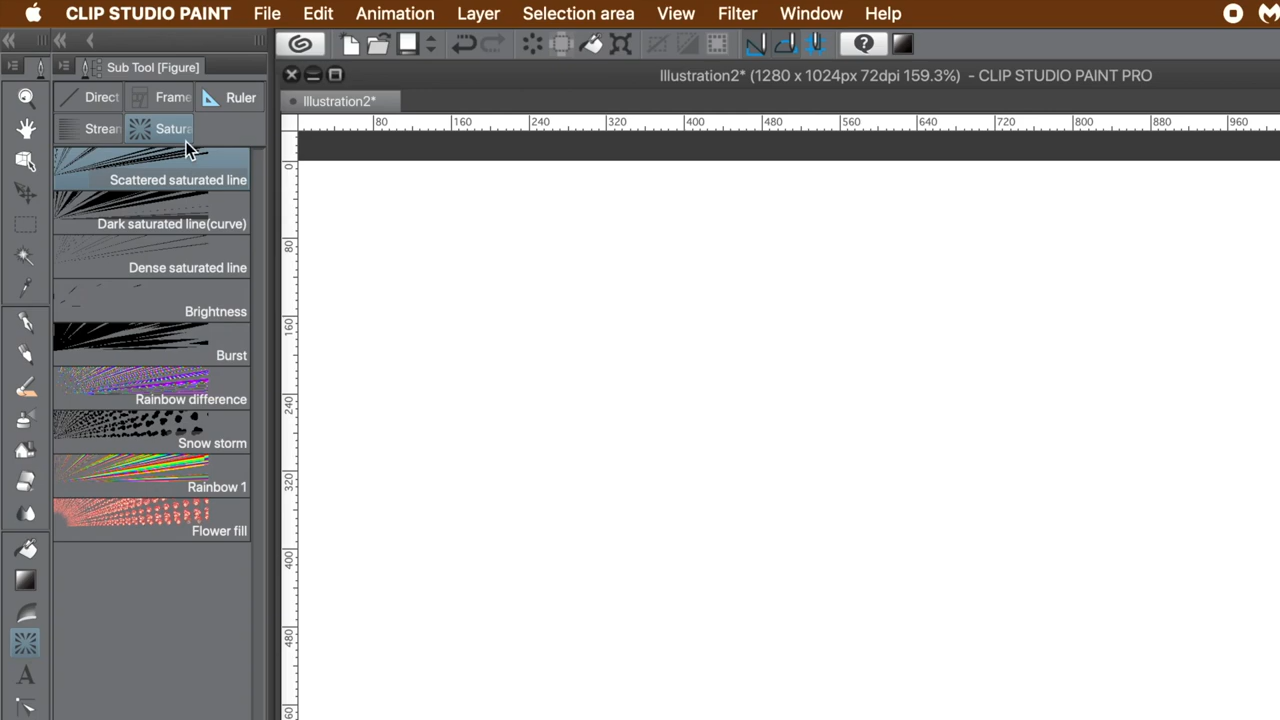 CLIP STUDIO PAINT File Edit Animation Layer Selection area View Filter Window Help
Illustration2* (1280 x 1024px 72dpi 159.3%) - CLIP STUDIO PAINT PRO
Sub Tool [Figure]
Illustration2*
Direct Frame Ruler
Strean Satura
80 160 240 320 400 480 560 640 720 800 880 960
Scattered saturated line
Dark saturated line(curve)
Dense saturated line
Brightness
Burst
Rainbow difference
Snow storm
Rainbow 1
Flower fill
A
0
80
160
240
320
400
480